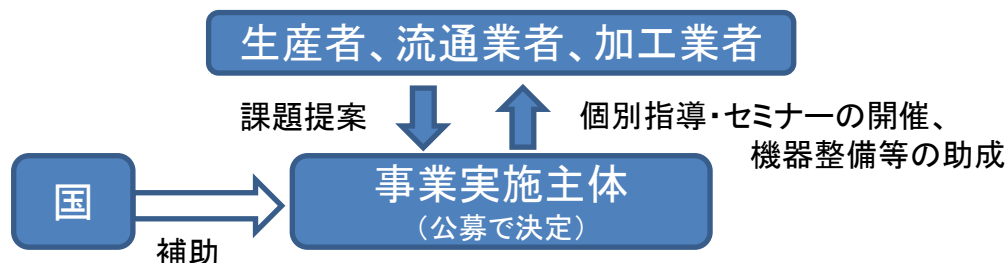 生産者、流通業者、加工業者
課題提案
個別指導・セミナーの開催、
機器整備等の助成
国
事業実施主体
（公募で決定）
補助